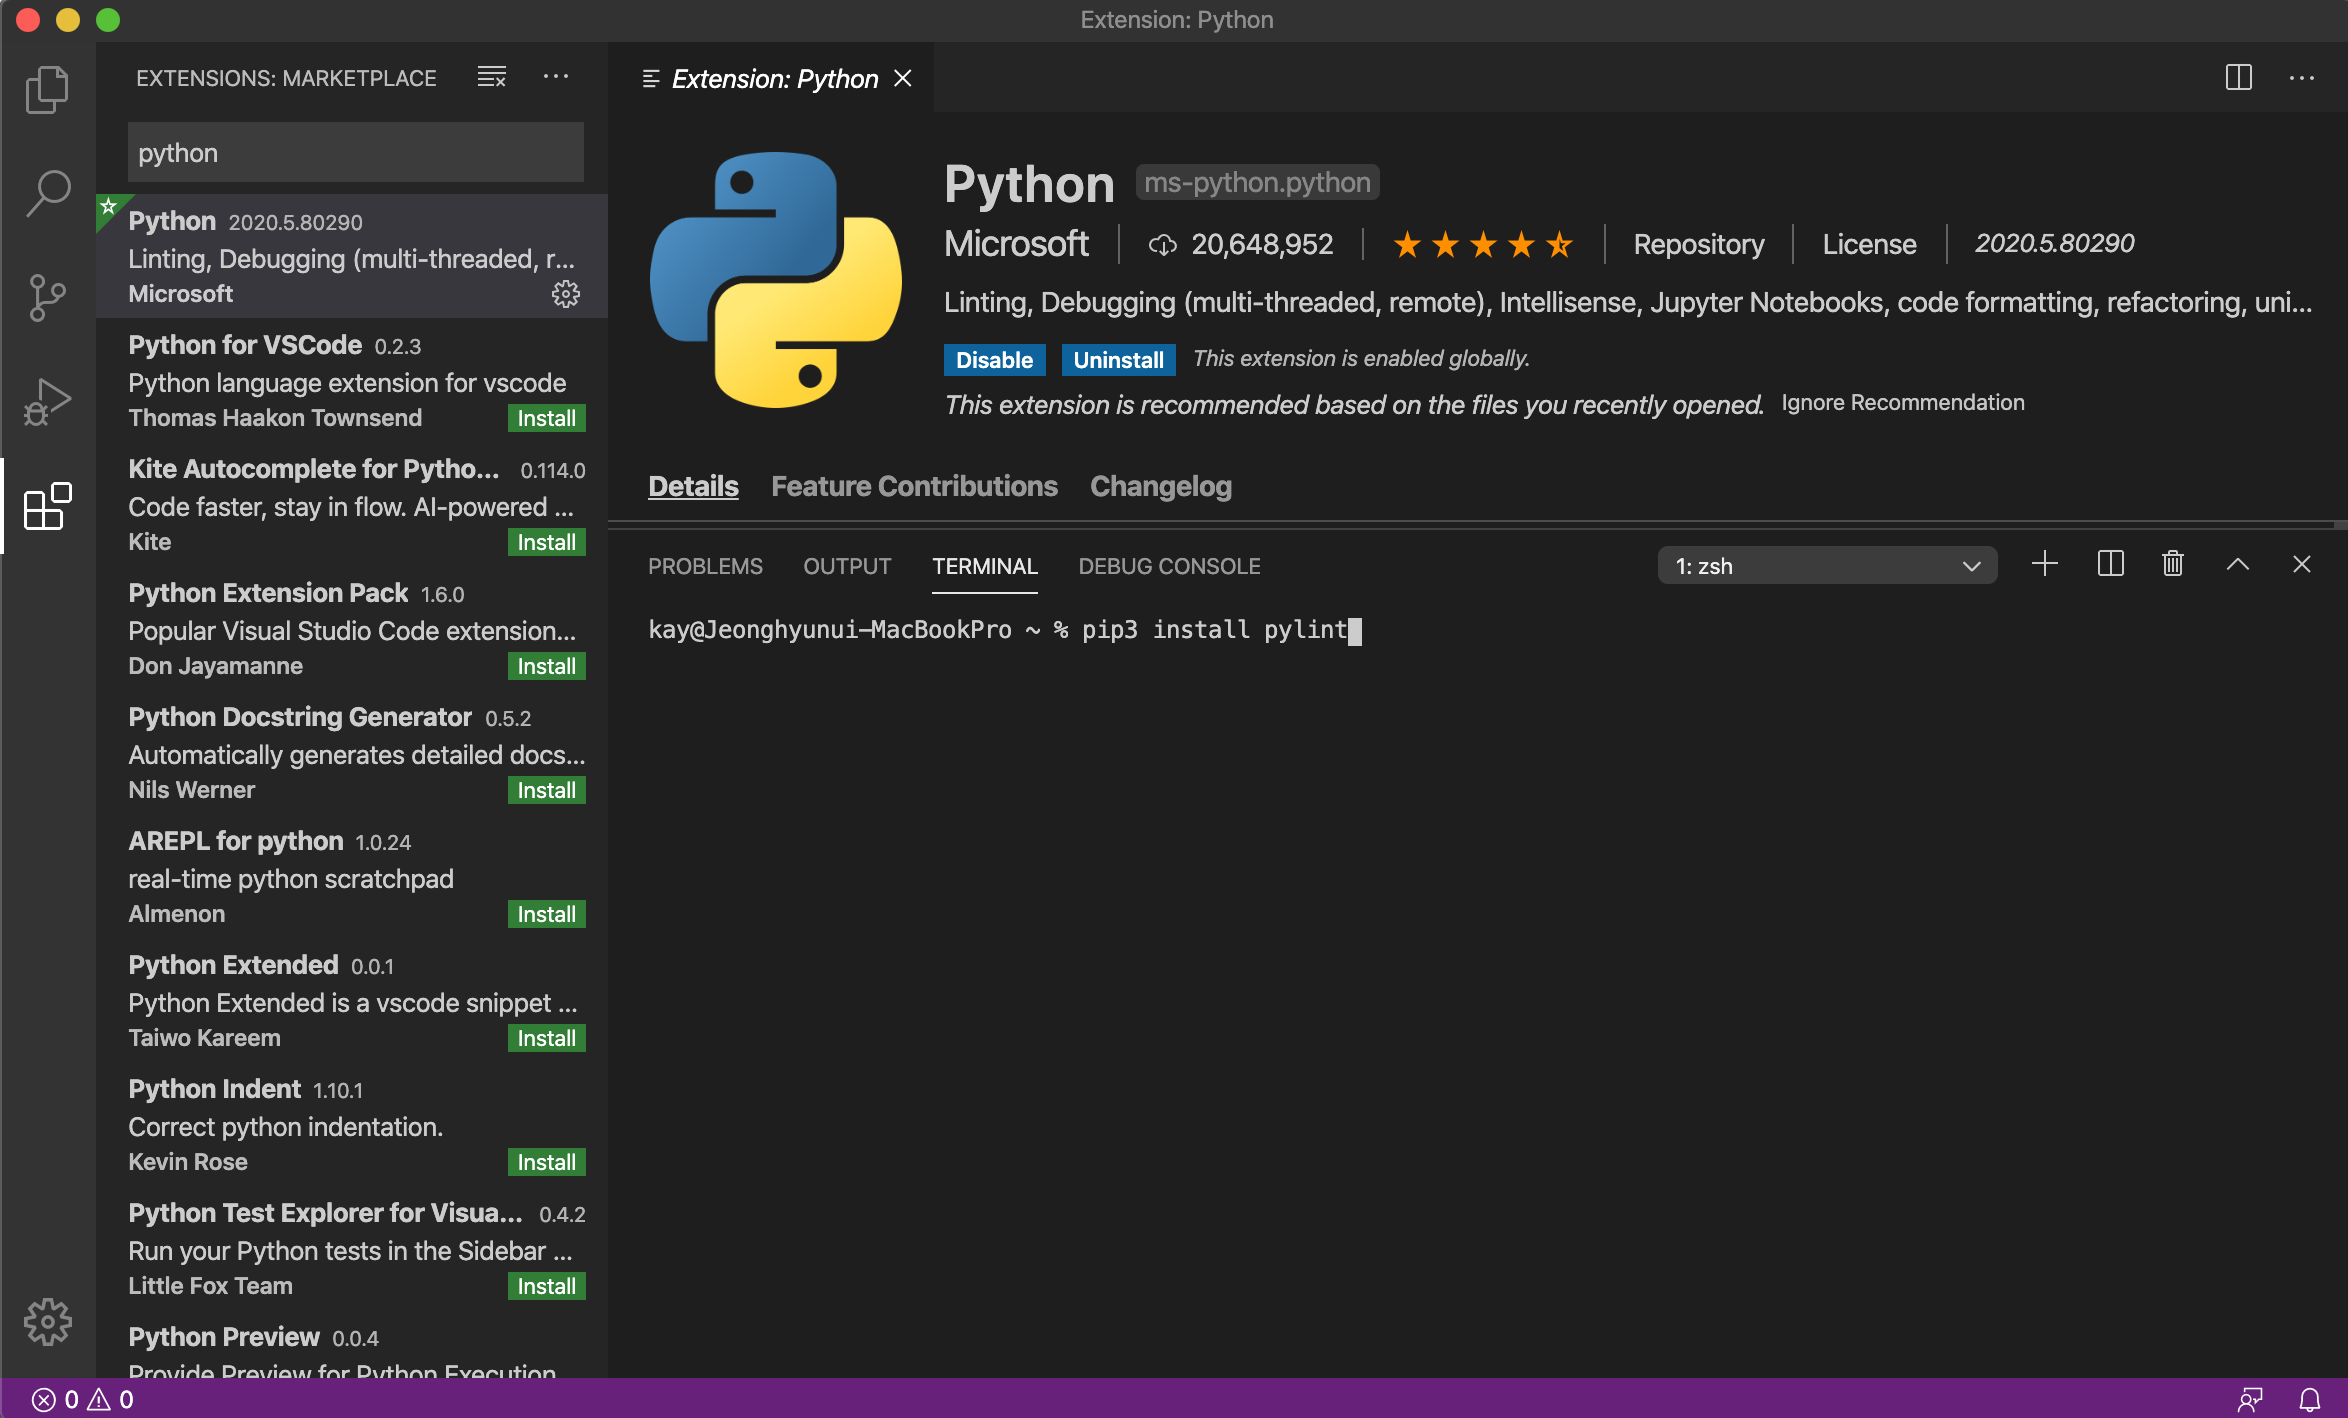 Extension: Python
EXTENSIONS: MARKETPLACE
python
Python 2020.5.80290
Linting, Debugging (multi-threaded, r...
Microsoft
Python for VSCode 0.2.3
Python language extension for vscode
Thomas Haakon Townsend Install
Kite Autocomplete for Pytho... 0.114.0
Code faster, stay in flow. AI-powered ...
Kite Install
Python Extension Pack 1.6.0
Popular Visual Studio Code extension...
Don Jayamanne Install
Python Docstring Generator 0.5.2
Automatically generates detailed docs...
Nils Werner Install
AREPL for python 1.0.24
real-time python scratchpad
Almenon Install
Python Extended 0.0.1
Python Extended is a vscode snippet ...
Taiwo Kareem Install
Python Indent 1.10.1
Correct python indentation.
Kevin Rose Install
Python Test Explorer for Visua... 0.4.2
Run your Python tests in the Sidebar ...
Little Fox Team Install
Python Preview 0.0.4
Provide Preview for Python Execution
Extension: Python
Python ms-python.python
Microsoft 20,648,952 Repository License 2020.5.80290
Linting, Debugging (multi-threaded, remote), Intellisense, Jupyter Notebooks, code formatting, refactoring, uni...
Disable Uninstall This extension is enabled globally.
This extension is recommended based on the files you recently opened. Ignore Recommendation
Details Feature Contributions Changelog
PROBLEMS OUTPUT TERMINAL DEBUG CONSOLE 1: zsh
kay@Jeonghyunui-MacBookPro ~ % pip3 install pylint
0 0